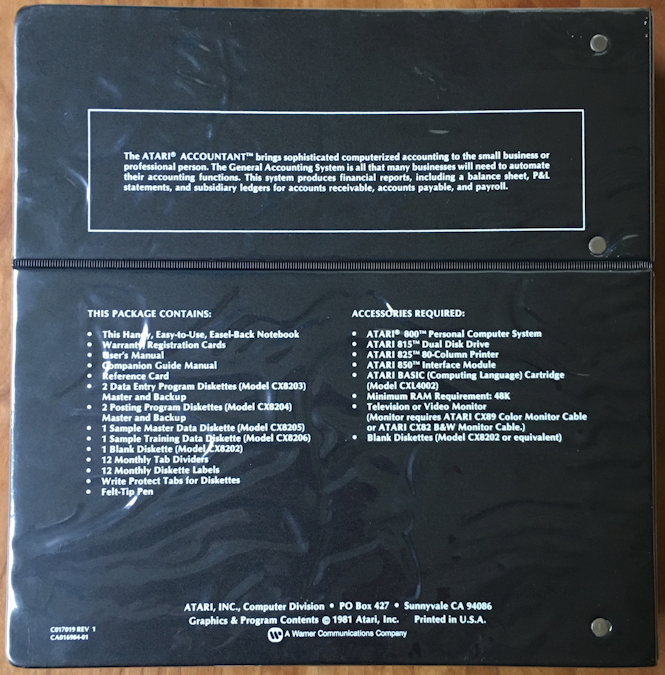 The ATARI® ACCOUNTANT™ brings sophisticated computerized accounting to the small business or
professional person. The General Accounting System is all that many businesses will need to automate
their accounting functions. This system produces financial reports, including a balance sheet, P&L
statements, and subsidiary ledgers for accounts receivable, accounts payable, and payroll.
THIS PACKAGE CONTAINS:
• This Handy, Easy-to-Use, Easel-Back Notebook
• Warranty Registration Cards
• User's Manual
• Companion Guide Manual
• Reference Card
• 2 Data Entry Program Diskettes (Model CX8203)
Master and Backup
• 2 Posting Program Diskettes (Model CX8204)
Master and Backup
• 1 Sample Master Data Diskette (Model CX8205)
• 1 Sample Training Data Diskette (Model CX8206)
• 1 Blank Diskette (Model CX8202)
• 12 Monthly Tab Dividers
• 12 Monthly Diskette Labels
• Write Protect Tabs for Diskettes
• Felt-Tip Pen
ACCESSORIES REQUIRED:
• ATARI® 800™ Personal Computer System
• ATARI 815™ Dual Disk Drive
• ATARI 825™ 80-Column Printer
• ATARI 850™ Interface Module
• ATARI BASIC (Computing Language) Cartridge
(Model CXL4002)
• Minimum RAM Requirement: 48K
• Television or Video Monitor
(Monitor requires ATARI CX89 Color Monitor Cable
or ATARI CX82 B&W Monitor Cable.)
• Blank Diskettes (Model CX8202 or equivalent)
ATARI, INC., Computer Division • PO Box 427 • Sunnyvale CA 94086
Graphics & Program Contents © 1981 Atari, Inc. Printed in U.S.A.
A Warner Communications Company
C017019 REV 1
CA016984-01